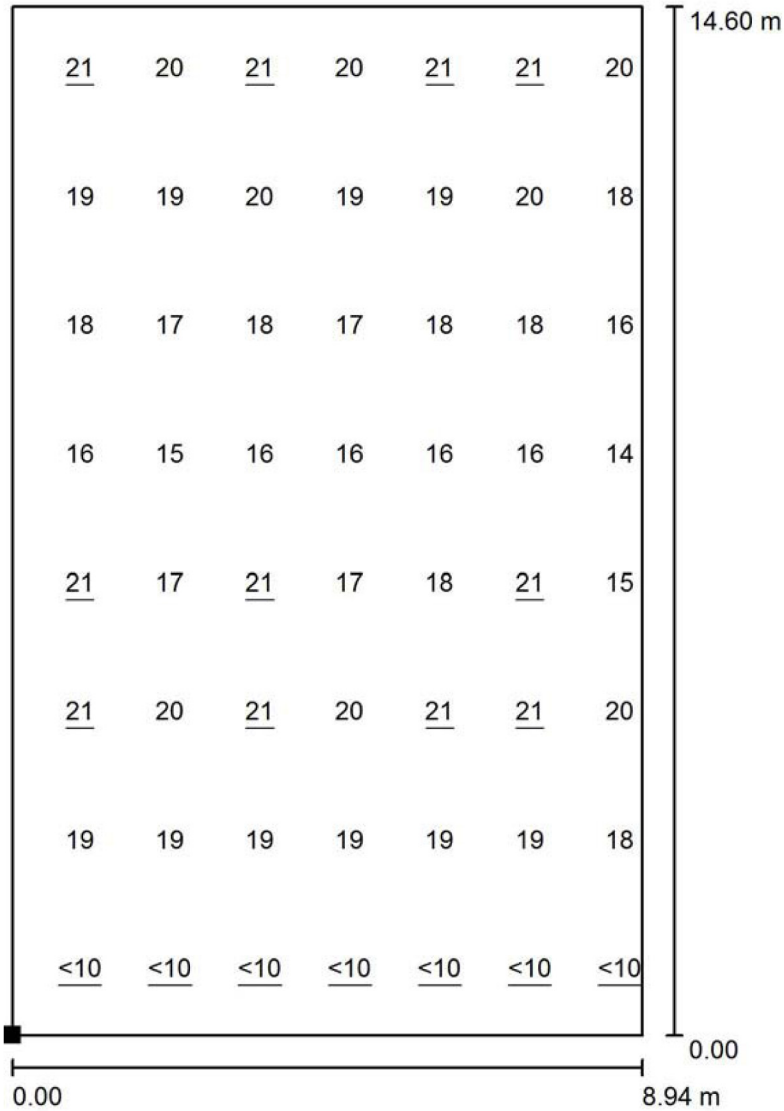 14.60 m
21 20 21 20 21 21 20
19 19 20 19 19 20 18
18 17 18 17 18 18 16
16 15 16 16 16 16 14
21 17 21 17 18 21 15
21 20 21 20 21 21 20
19 19 19 19 19 19 18
<10 <10 <10 <10 <10 <10 <10
0.00
0.00 8.94 m